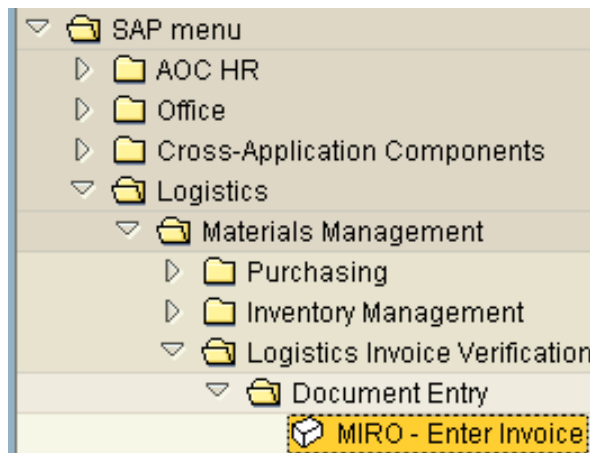 SAP menu
AOC HR
Office
Cross-Application Components
Logistics
Materials Management
Purchasing
Inventory Management
Logistics Invoice Verification
Document Entry
MIRO - Enter Invoice